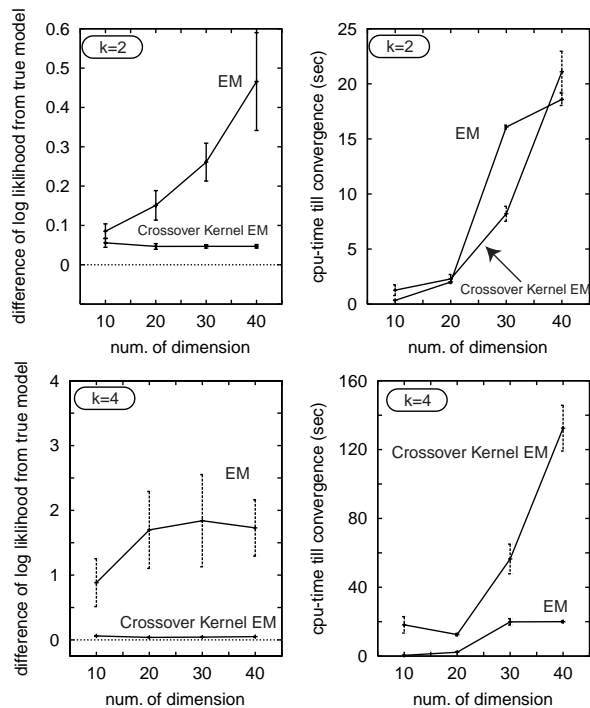 difference of log liklihood from true model
0.6
0.5
0.4
0.3
0.2
0.1
0
k=2
EM
Crossover Kernel EM
10 20 30 40
num. of dimension
cpu-time till convergence (sec)
25
20
15
10
5
0
k=2
EM
Crossover Kernel EM
10 20 30 40
num. of dimension
difference of log liklihood from true model
4
3
2
1
0
k=4
EM
Crossover Kernel EM
10 20 30 40
num. of dimension
cpu-time till convergence (sec)
160
120
80
40
0
k=4
Crossover Kernel EM
EM
10 20 30 40
num. of dimension